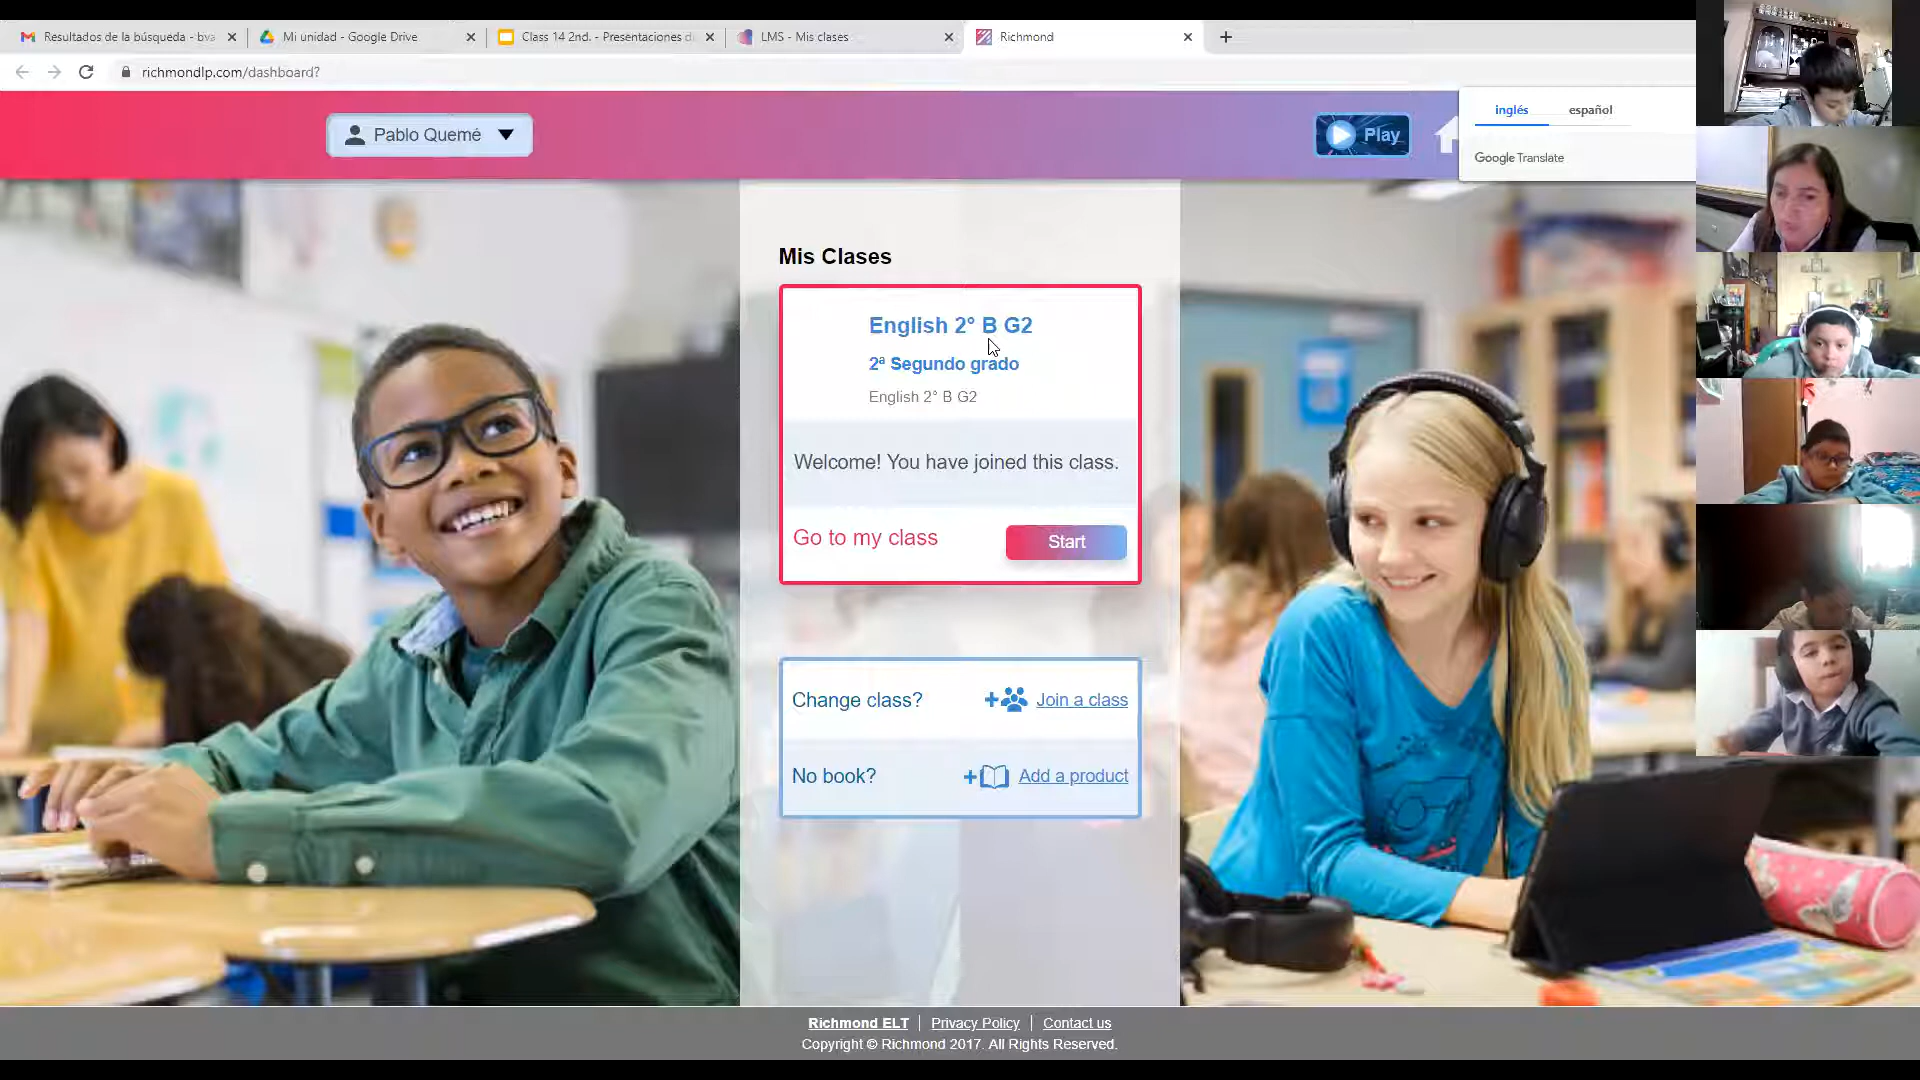 Resultados de la búsqueda - bva
Mi unidad - Google Drive
Class 14 2nd. - Presentaciones d
LMS - Mis clases
Richmond
richmondlp.com/dashboard?
Pablo Quemé
Play
inglés español
Google Translate
Mis Clases
English 2° B G2
2ª Segundo grado
English 2° B G2
Welcome! You have joined this class.
Go to my class Start
Change class? Join a class
No book? Add a product
Richmond ELT Privacy Policy Contact us
Copyright © Richmond 2017. All Rights Reserved.